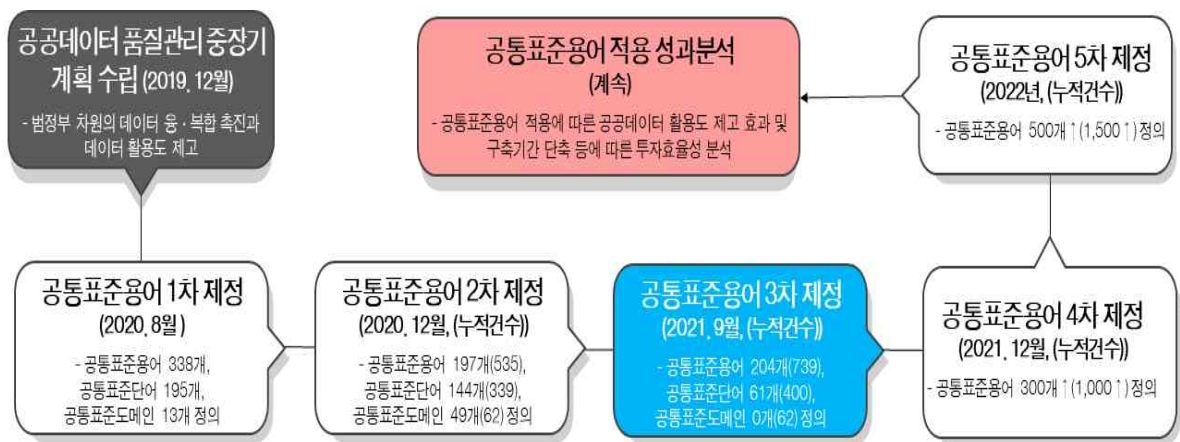 공공데이터 품질관리 중장기
계획 수립 (2019. 12월)
- 범정부 차원의 데이터 융·복합 촉진과
데이터 활용도 제고
공통표준용어 1차 제정
(2020. 8월)
- 공통표준용어 338개,
공통표준단어 195개,
공통표준도메인 13개 정의
공통표준용어 2차 제정
(2020. 12월, (누적건수))
- 공통표준용어 197개(535),
공통표준단어 144개(339),
공통표준도메인 49개(62) 정의
공통표준용어 3차 제정
(2021. 9월, (누적건수))
- 공통표준용어 204개(739),
공통표준단어 61개(400),
공통표준도메인 0개(62) 정의
공통표준용어 4차 제정
(2021. 12월, (누적건수))
- 공통표준용어 300개↑(1,000↑) 정의
공통표준용어 5차 제정
(2022년, (누적건수))
- 공통표준용어 500개↑(1,500↑) 정의
공통표준용어 적용 성과분석
(계속)
- 공통표준용어 적용에 따른 공공데이터 활용도 제고 효과 및
구축기간 단축 등에 따른 투자효율성 분석